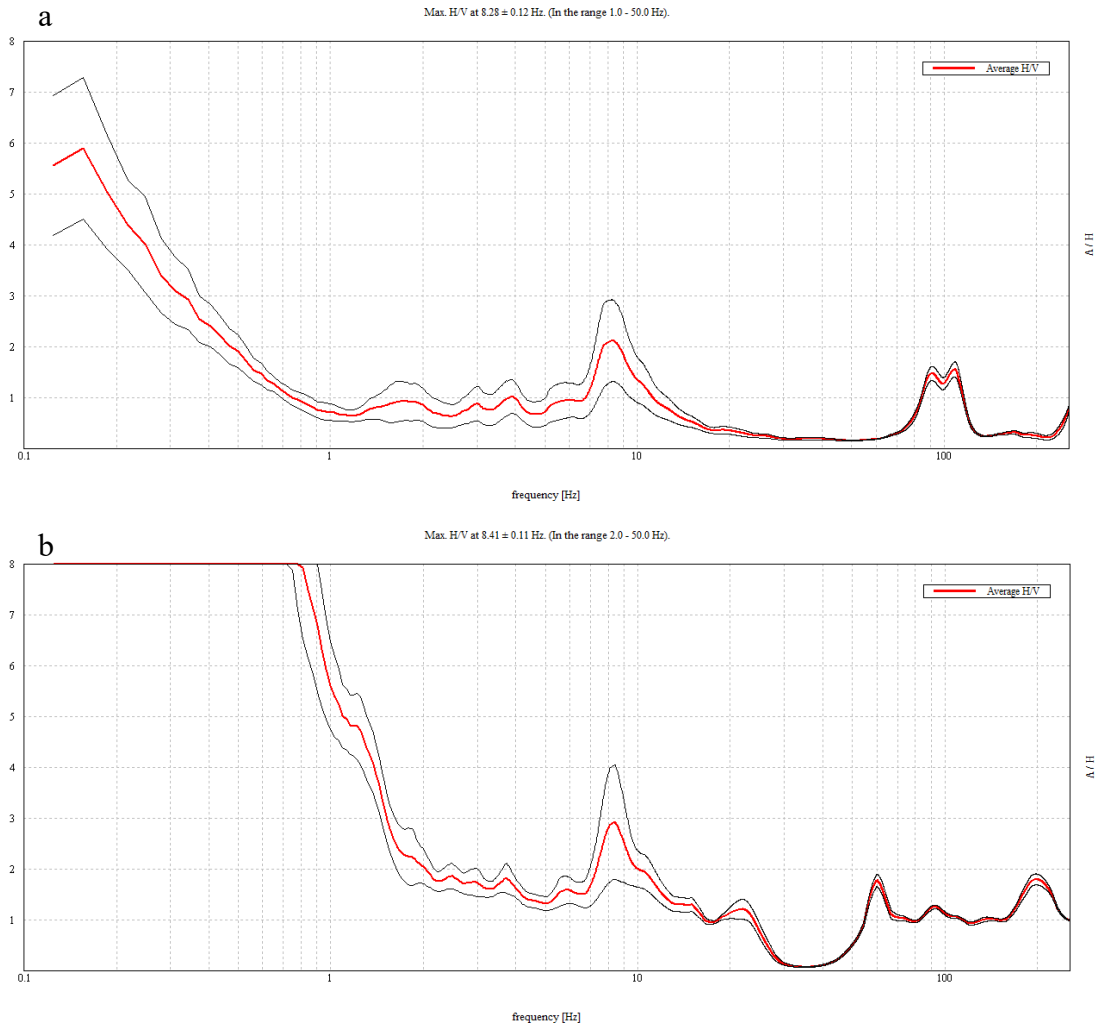 a
Max. H/V at 8.28 ± 0.12 Hz. (In the range 1.0 - 50.0 Hz).
8
Average H/V
7
6
5
4
H / V
3
2
1
0.1 1 10 100
frequency [Hz]
b
Max. H/V at 8.41 ± 0.11 Hz. (In the range 2.0 - 50.0 Hz).
8
Average H/V
7
6
5
4
H / V
3
2
1
0.1 1 10 100
frequency [Hz]